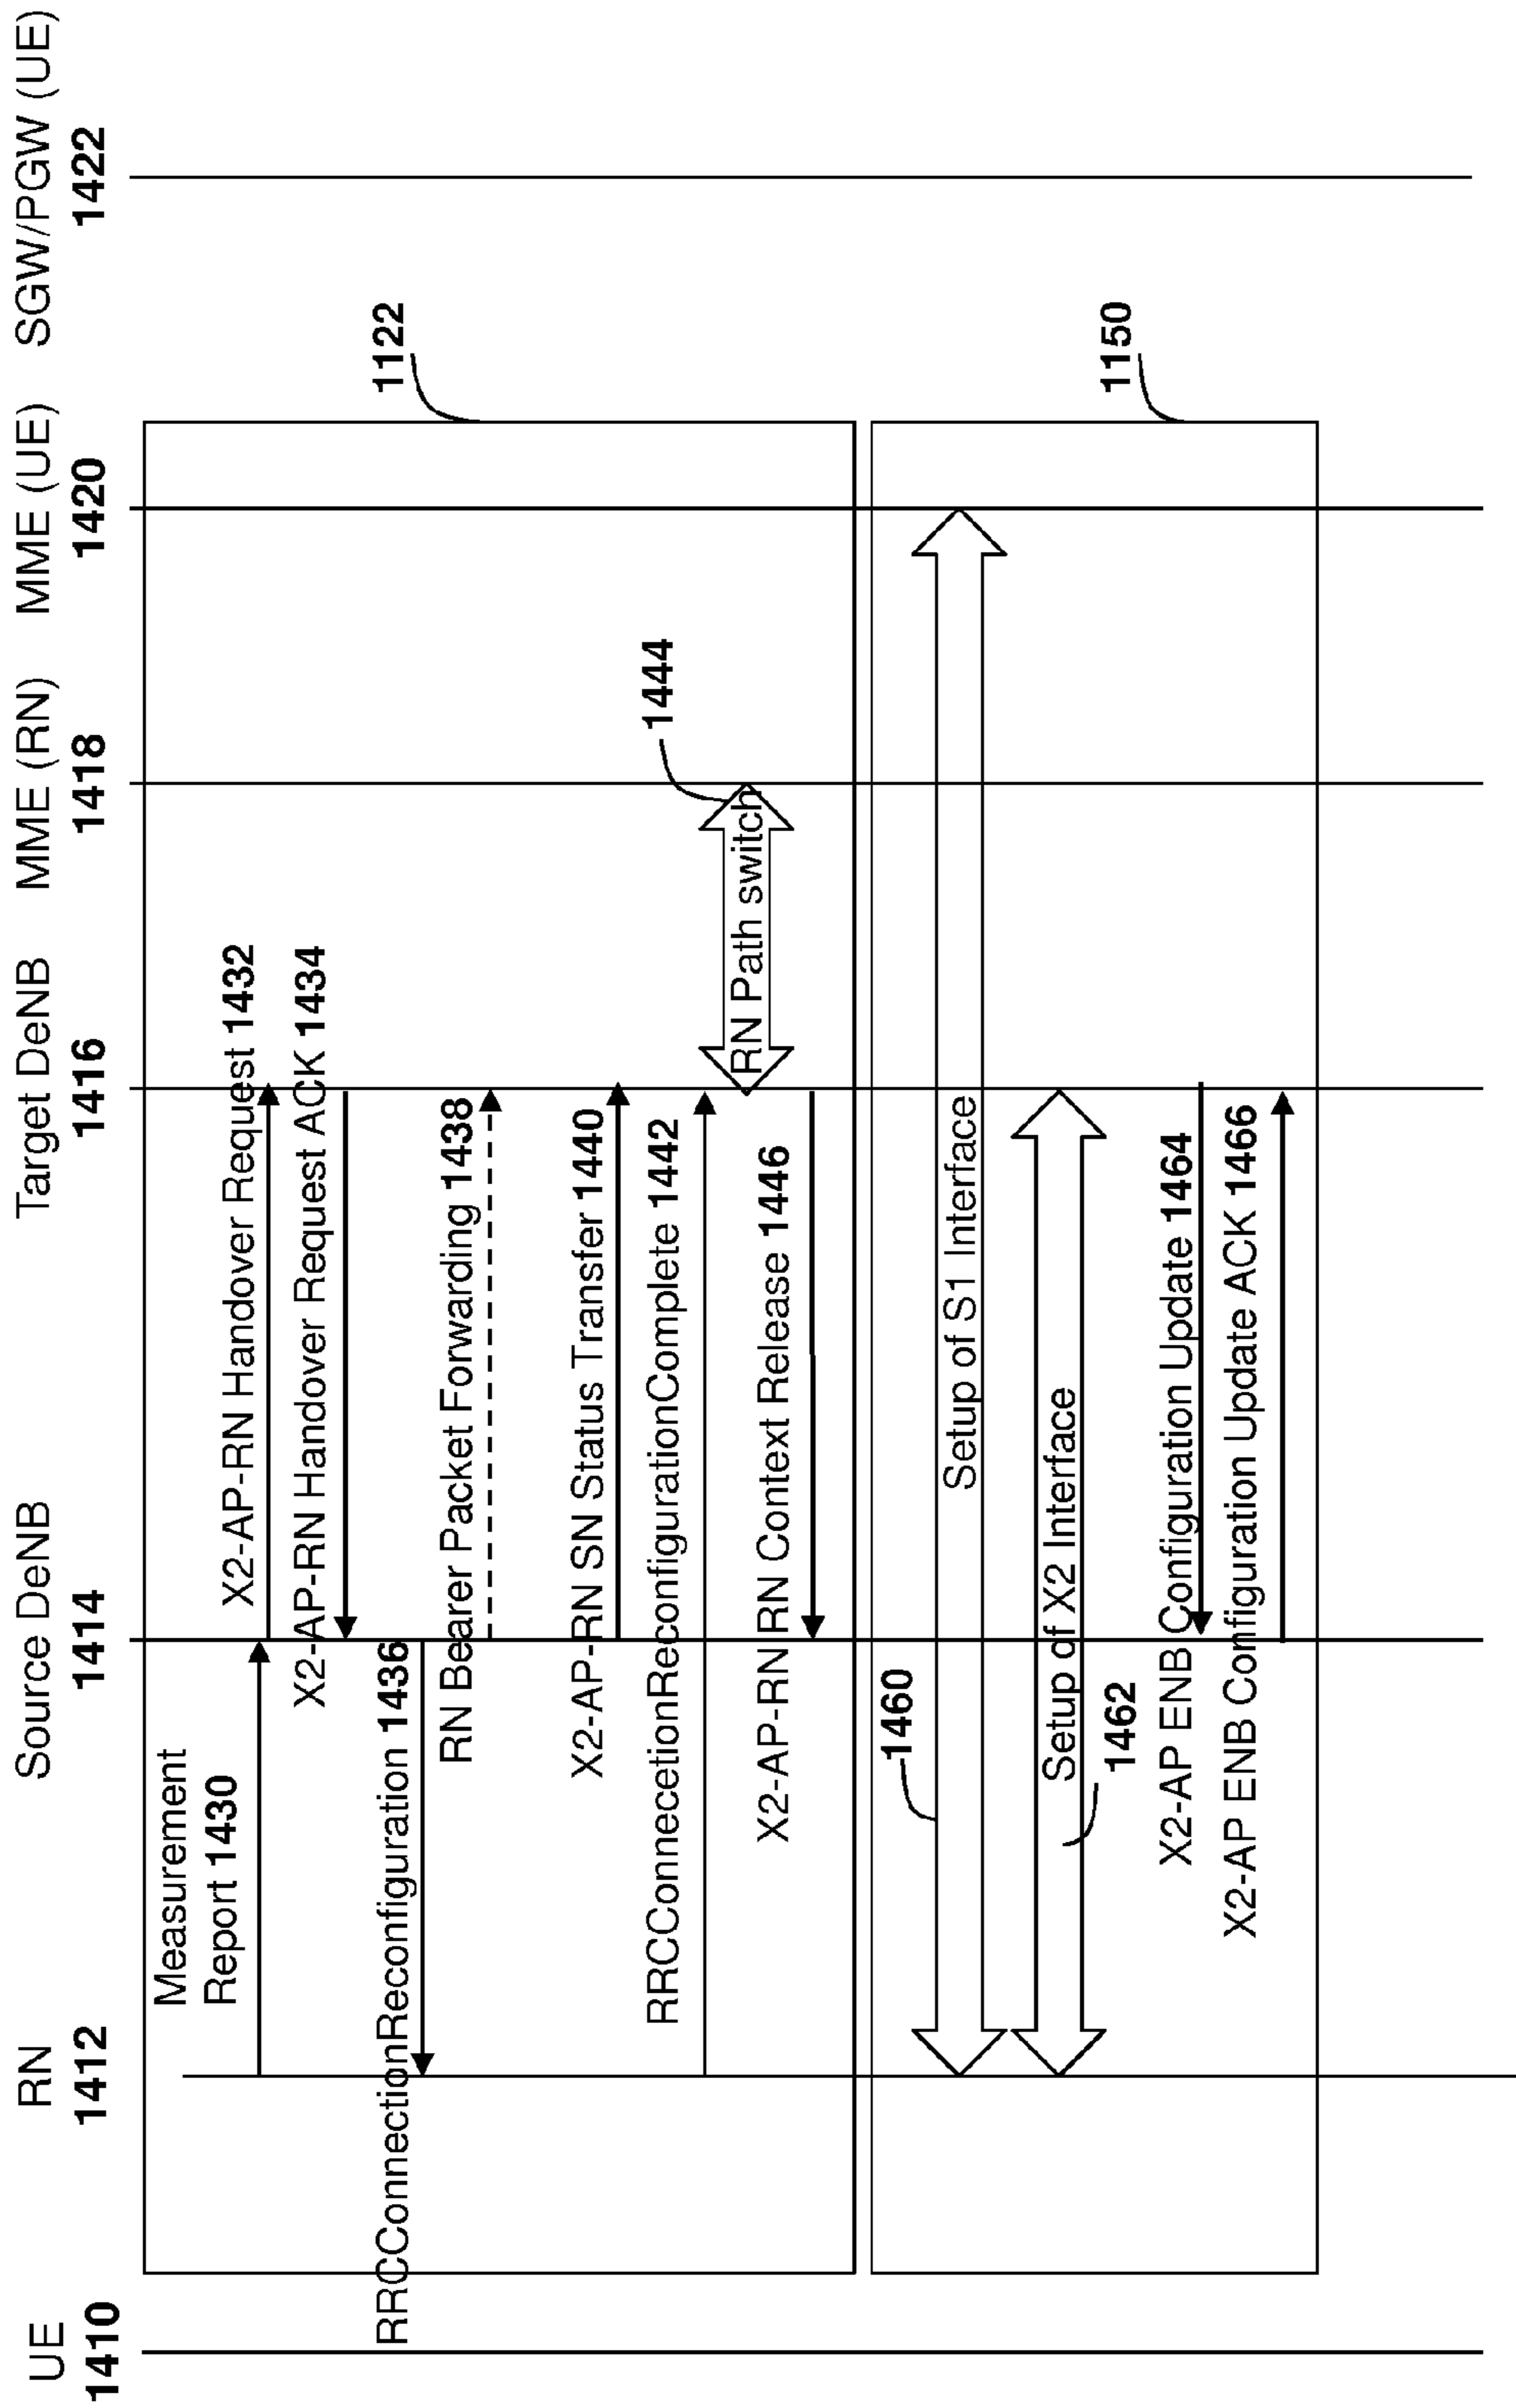 UE
1410
RN
1412
Source DeNB
1414
Target DeNB
1416
MME (RN)
1418
MME (UE)
1420
SGW/PGW (UE)
1422
Measurement
Report 1430
X2-AP-RN Handover Request 1432
X2-AP-RN Handover Request ACK 1434
1122
RRCConnectionReconfiguration 1436
RN Bearer Packet Forwarding 1438
X2-AP-RN SN Status Transfer 1440
RRCConnecetionReconfigurationComplete 1442
1444
RN Path switch
X2-AP-RN RN Context Release 1446
1460
Setup of S1 Interface
Setup of X2 Interface
1462
1150
X2-AP ENB Configuration Update 1464
X2-AP ENB Configuration Update ACK 1466